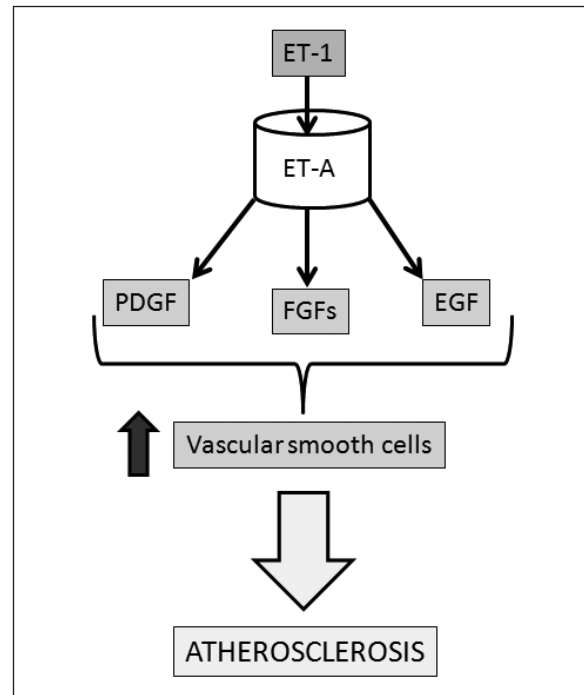 ET-1
ET-A
PDGF
FGFs
EGF
Vascular smooth cells
ATHEROSCLEROSIS